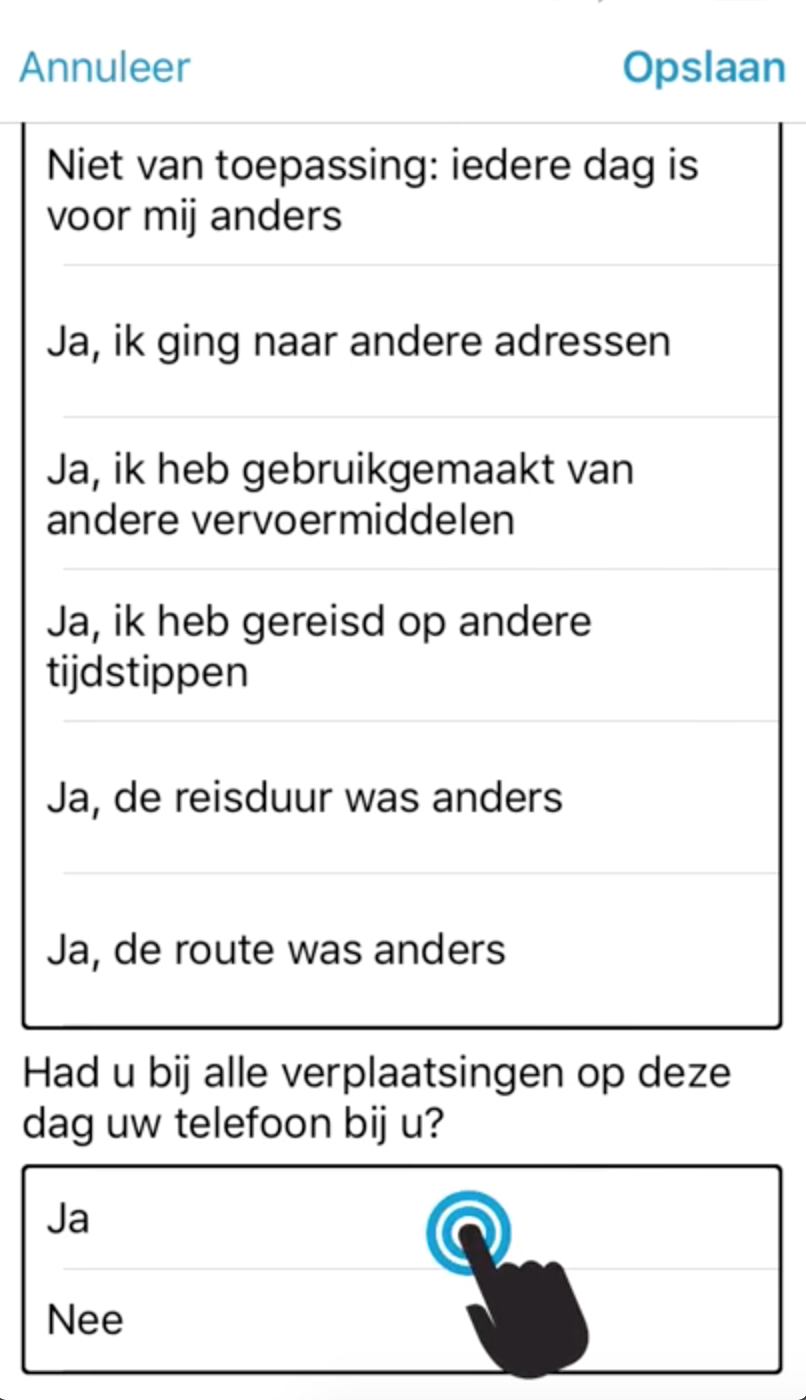 Annuleer
Opslaan
Niet van toepassing: iedere dag is
voor mij anders
Ja, ik ging naar andere adressen
Ja, ik heb gebruikgemaakt van
andere vervoermiddelen
Ja, ik heb gereisd op andere
tijdstippen
Ja, de reisduur was anders
Ja, de route was anders
Had u bij alle verplaatsingen op deze
dag uw telefoon bij u?
Ja
Nee